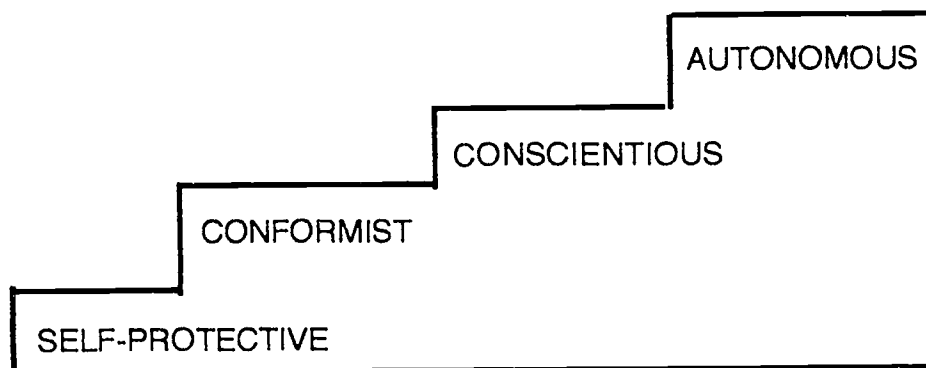 AUTONOMOUS
CONSCIENTIOUS
CONFORMIST
SELF-PROTECTIVE